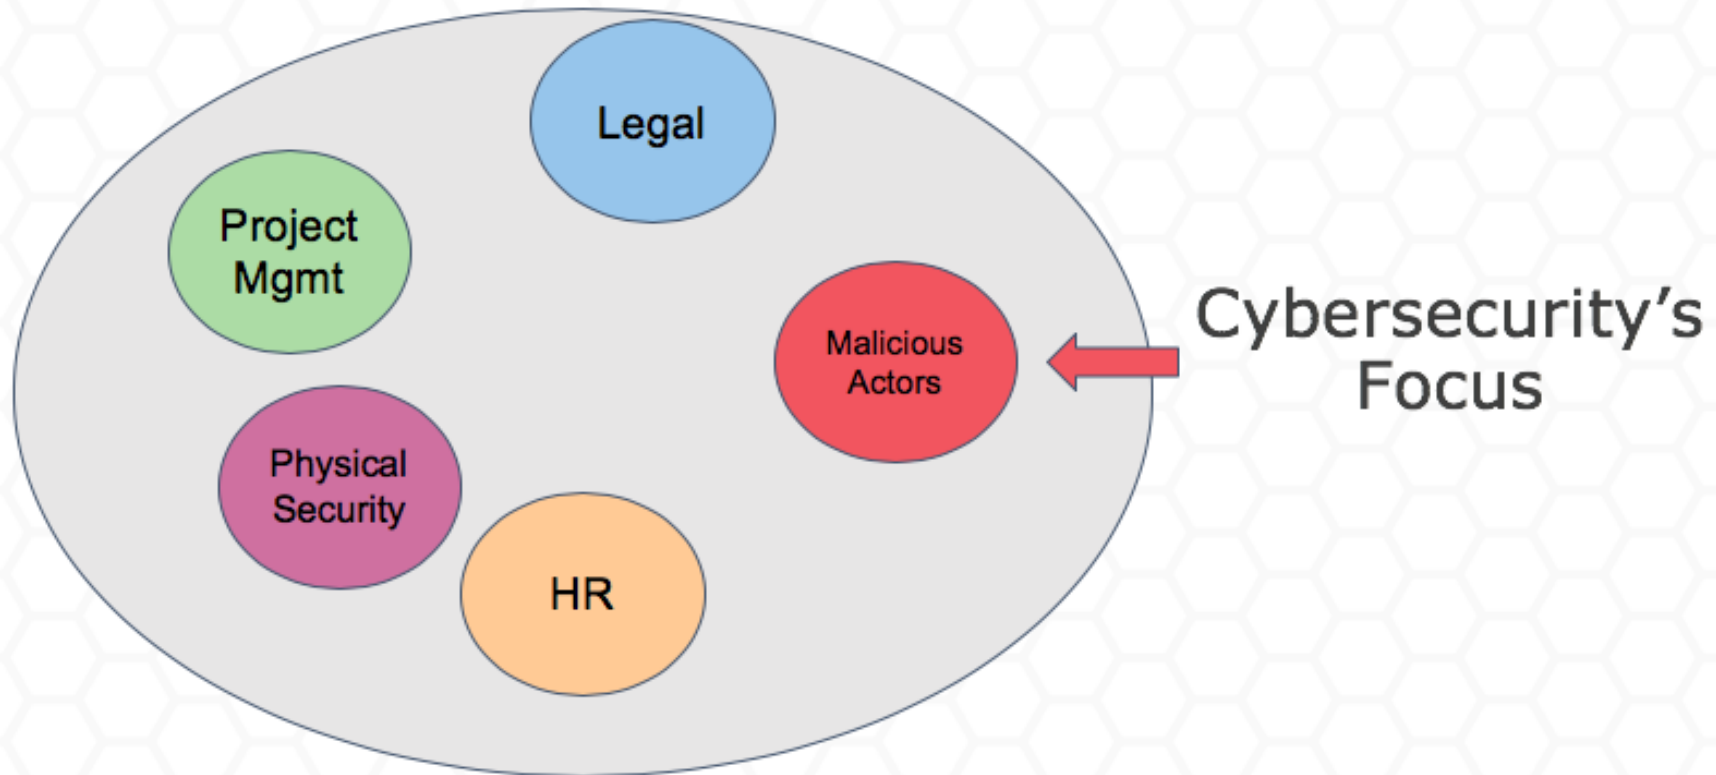 Legal
Project
Mgmt
Malicious
Actors
Cybersecurity’s
Focus
Physical
Security
HR